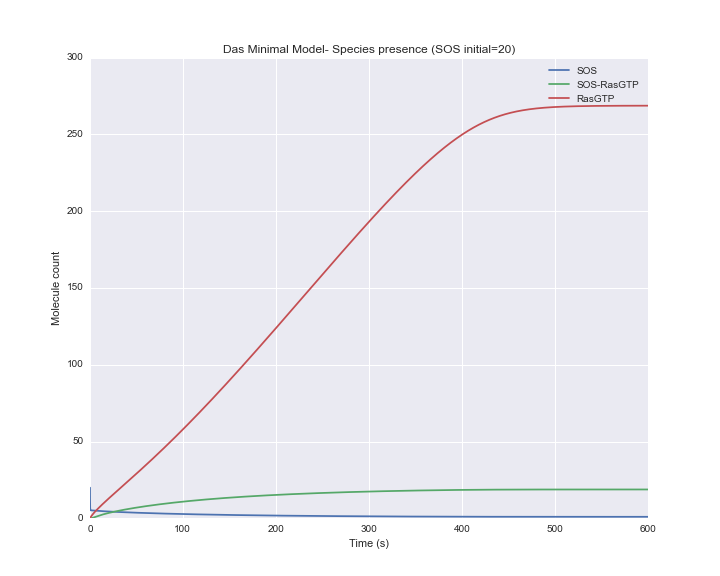 Das Minimal Model- Species presence (SOS initial=20)
SOS
SOS-RasGTP
RasGTP
Molecule count
300
250
200
150
100
50
0
0 100 200 300 400 500 600
Time (s)